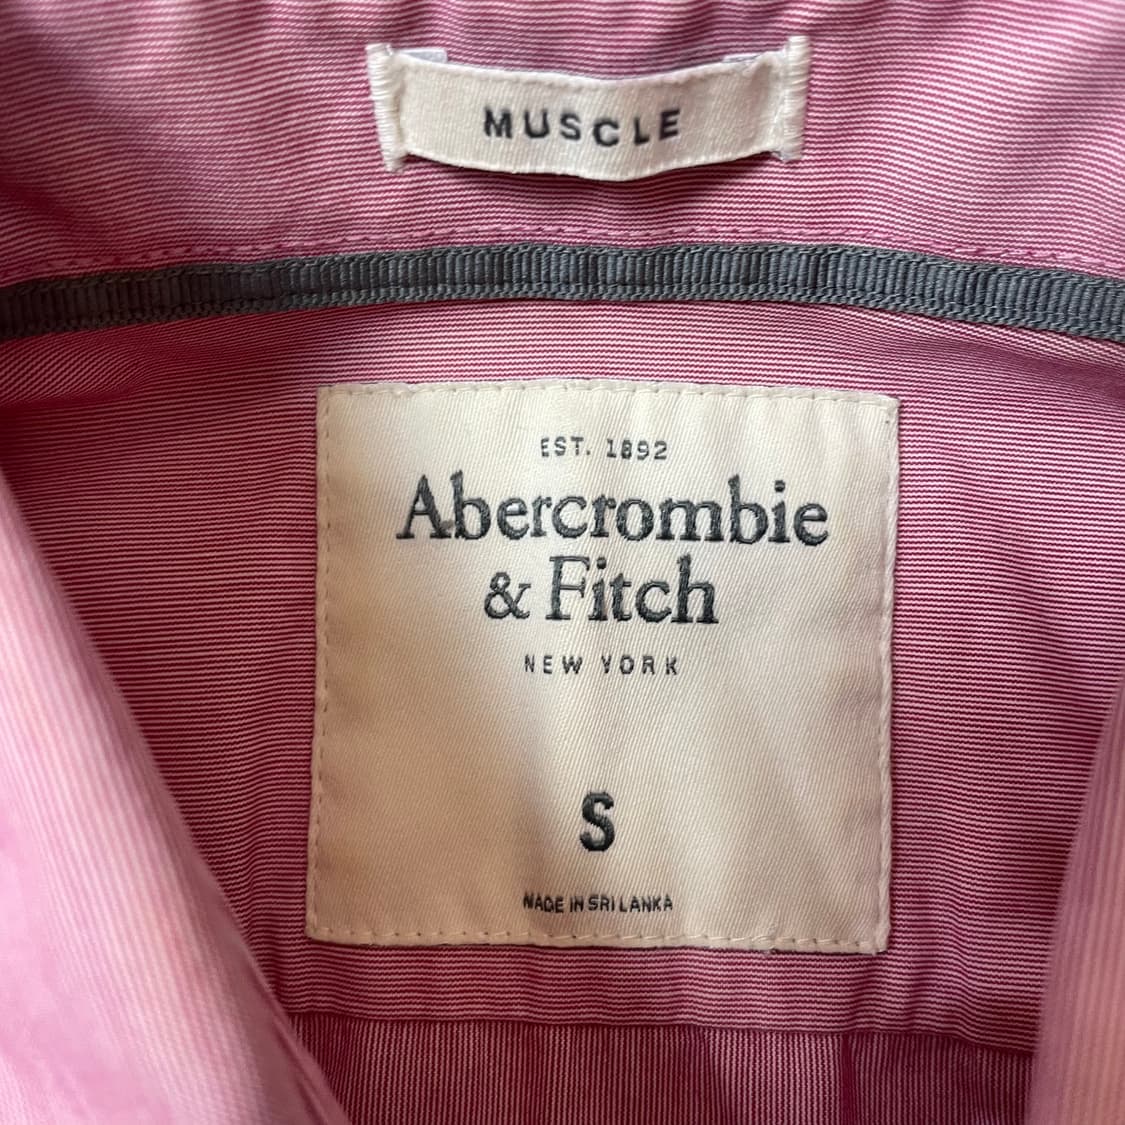 MUSCLE
EST. 1892
Abercrombie
& Fitch
NEW YORK
S
MADE IN SRI LANKA